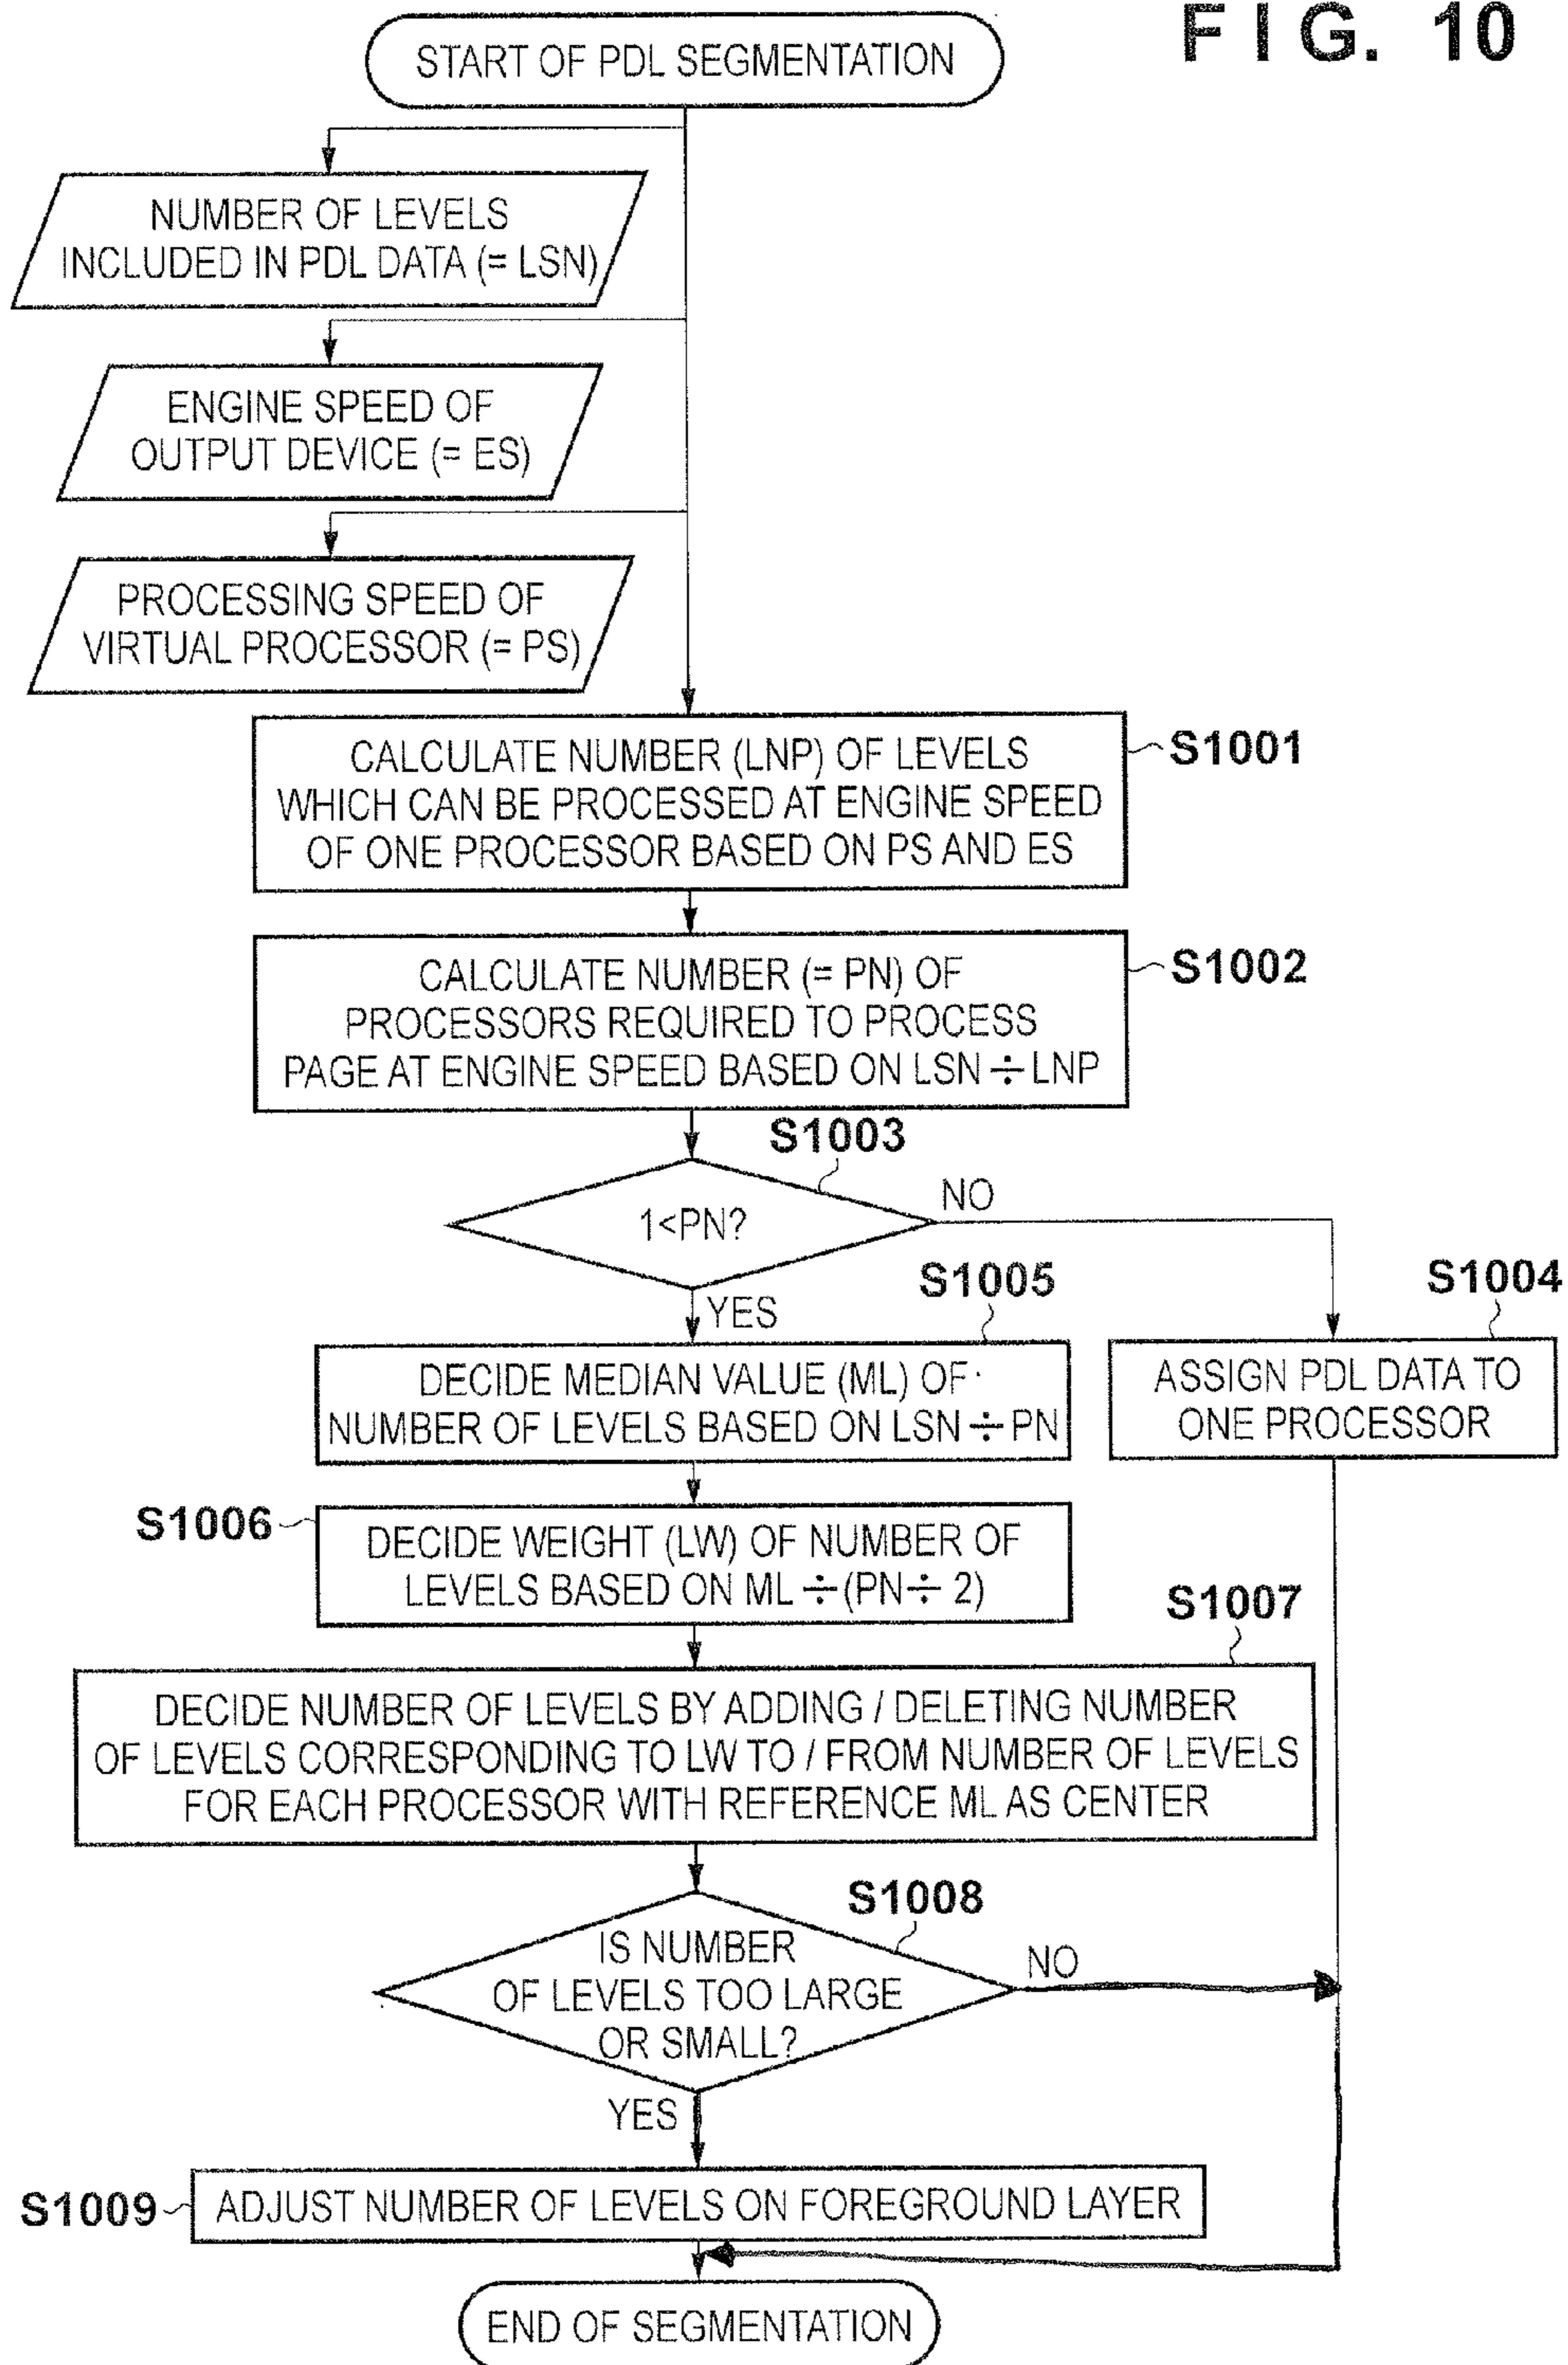 FIG. 10
START OF PDL SEGMENTATION
NUMBER OF LEVELS
INCLUDED IN PDL DATA (= LSN)
ENGINE SPEED OF
OUTPUT DEVICE (= ES)
PROCESSING SPEED OF
VIRTUAL PROCESSOR (= PS)
CALCULATE NUMBER (LNP) OF LEVELS
WHICH CAN BE PROCESSED AT ENGINE SPEED
OF ONE PROCESSOR BASED ON PS AND ES
S1001
CALCULATE NUMBER (= PN) OF
PROCESSORS REQUIRED TO PROCESS
PAGE AT ENGINE SPEED BASED ON LSN ÷ LNP
S1002
S1003
1<PN?
NO
YES
S1005
DECIDE MEDIAN VALUE (ML) OF
NUMBER OF LEVELS BASED ON LSN ÷ PN
S1004
ASSIGN PDL DATA TO
ONE PROCESSOR
S1006
DECIDE WEIGHT (LW) OF NUMBER OF
LEVELS BASED ON ML ÷ (PN ÷ 2)
S1007
DECIDE NUMBER OF LEVELS BY ADDING / DELETING NUMBER
OF LEVELS CORRESPONDING TO LW TO / FROM NUMBER OF LEVELS
FOR EACH PROCESSOR WITH REFERENCE ML AS CENTER
S1008
IS NUMBER
OF LEVELS TOO LARGE
OR SMALL?
NO
YES
S1009
ADJUST NUMBER OF LEVELS ON FOREGROUND LAYER
END OF SEGMENTATION